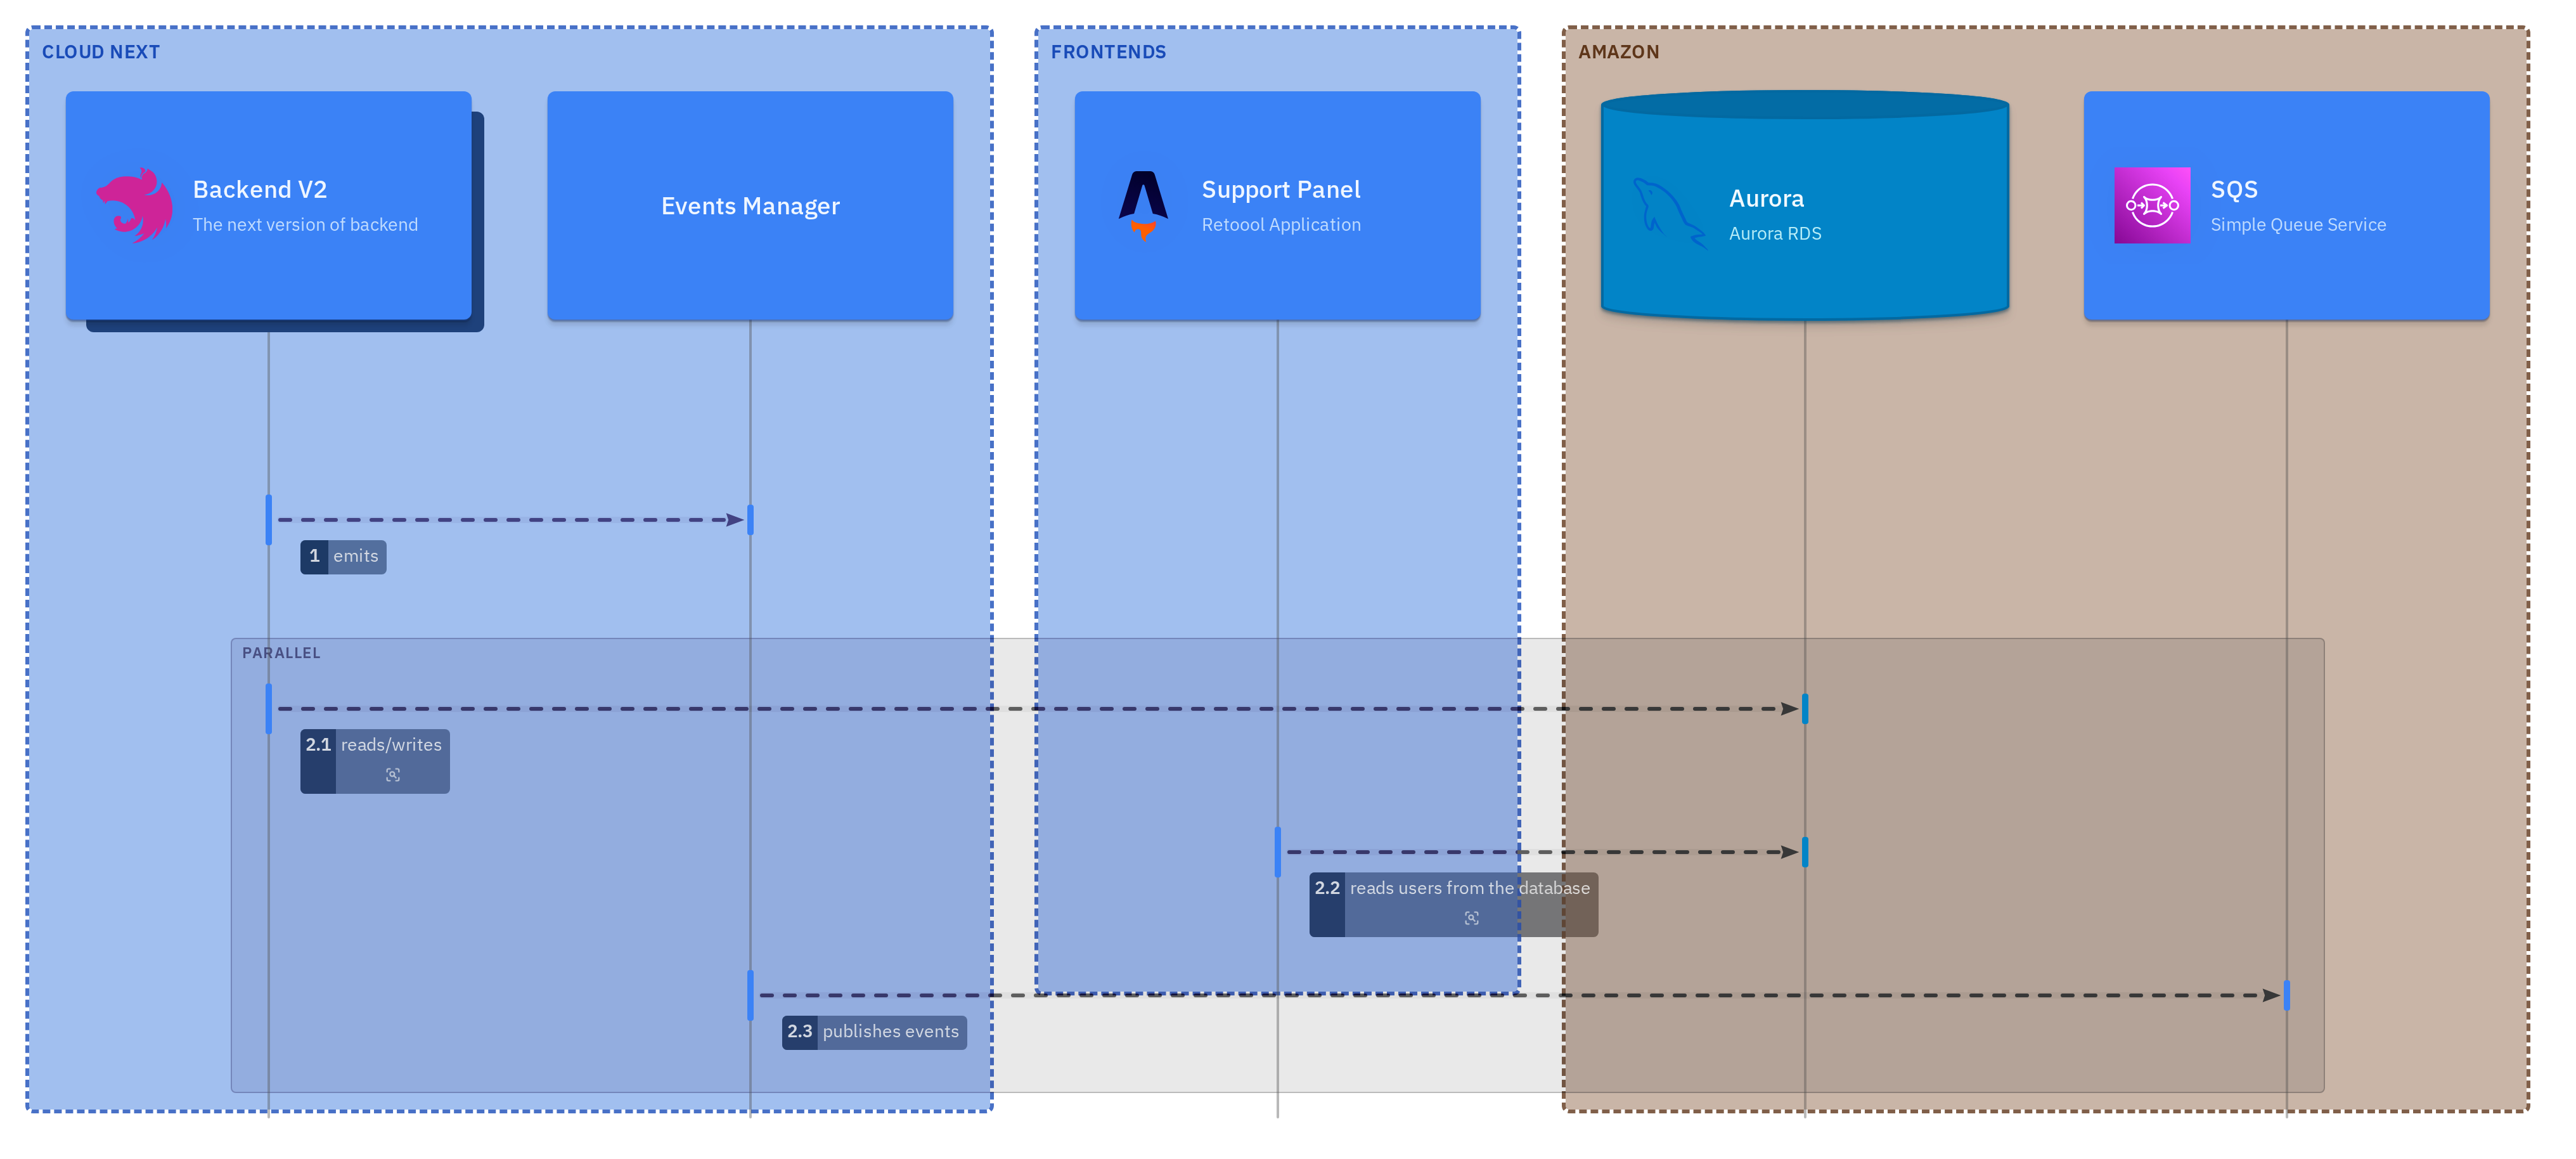 CLOUD NEXT
FRONTENDS
AMAZON
Backend V2
The next version of backend
Events Manager
Support Panel
Retoool Application
Aurora
Aurora RDS
SQS
Simple Queue Service
1 emits
PARALLEL
2.1 reads/writes
2.2 reads users from the database
2.3 publishes events